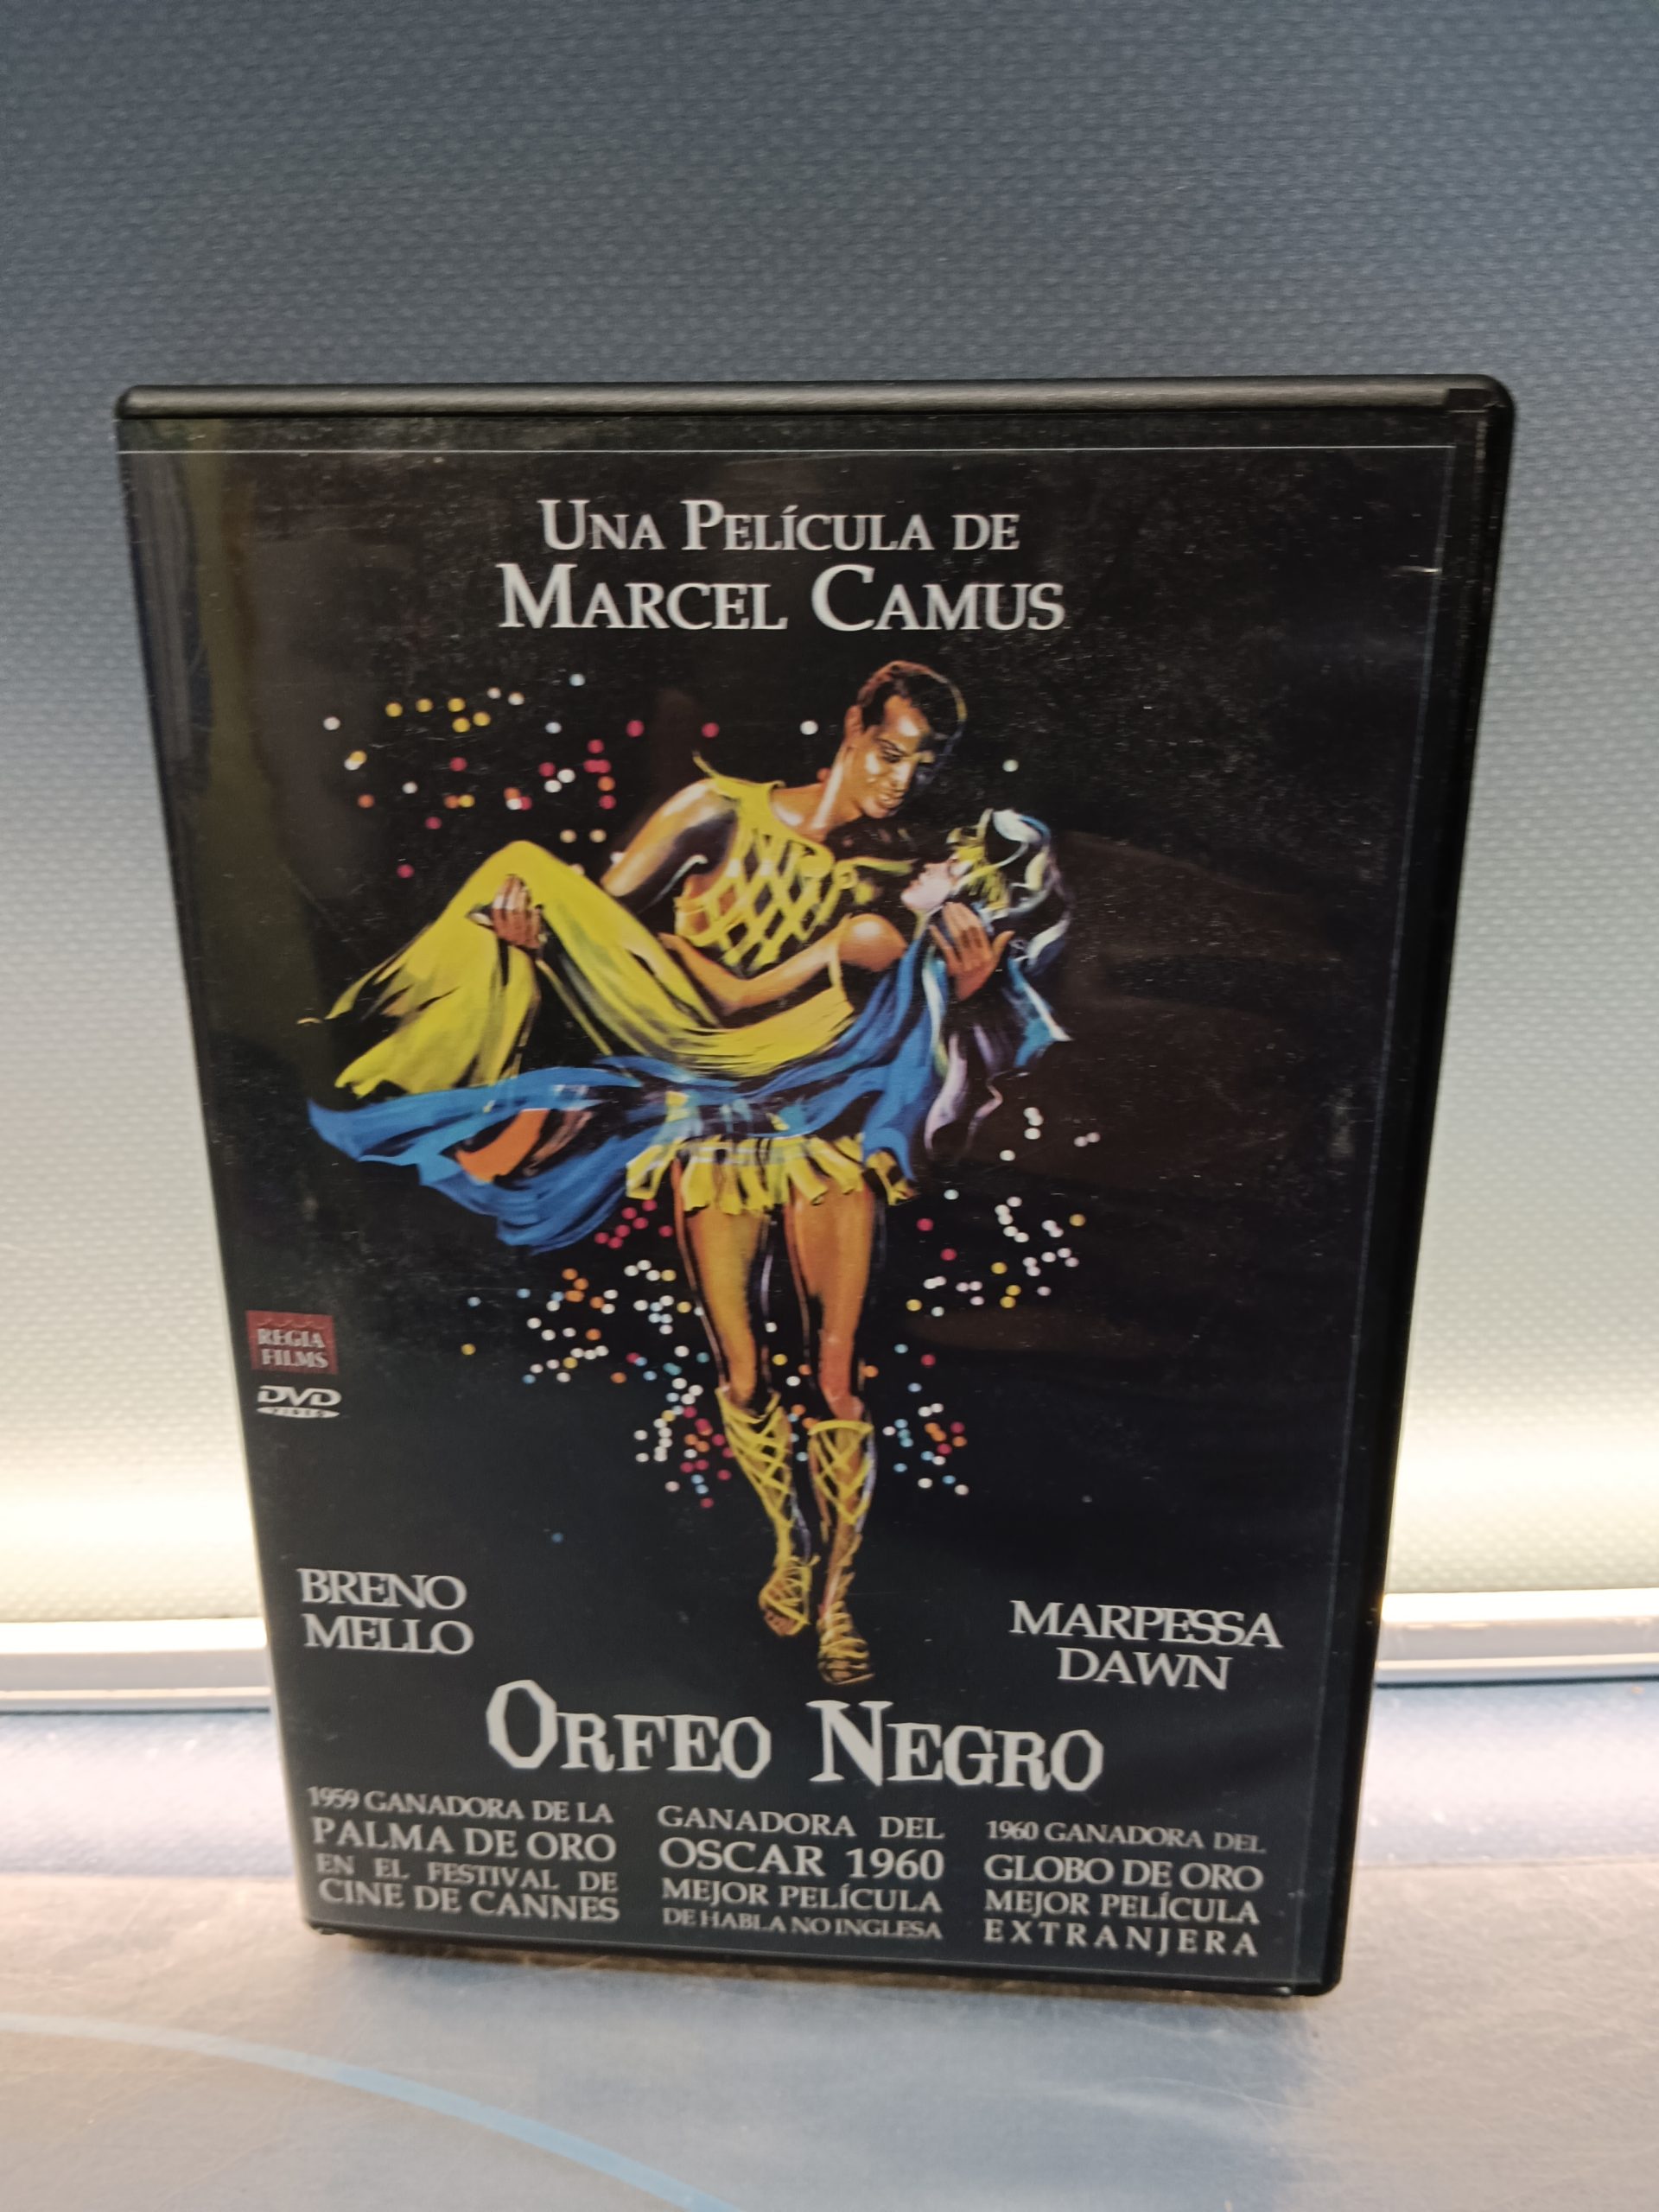 UNA PELÍCULA DE
MARCEL CAMUS
REGIA
FILMS
DVD
VIDEO
BRENO
MELLO
MARPESSA
DAWN
ORFEO NEGRO
1959 GANADORA DE LA
PALMA DE ORO
EN EL FESTIVAL DE
CINE DE CANNES
GANADORA DEL
OSCAR 1960
MEJOR PELÍCULA
DE HABLA NO INGLESA
1960 GANADORA DEL
GLOBO DE ORO
MEJOR PELÍCULA
EXTRANJERA